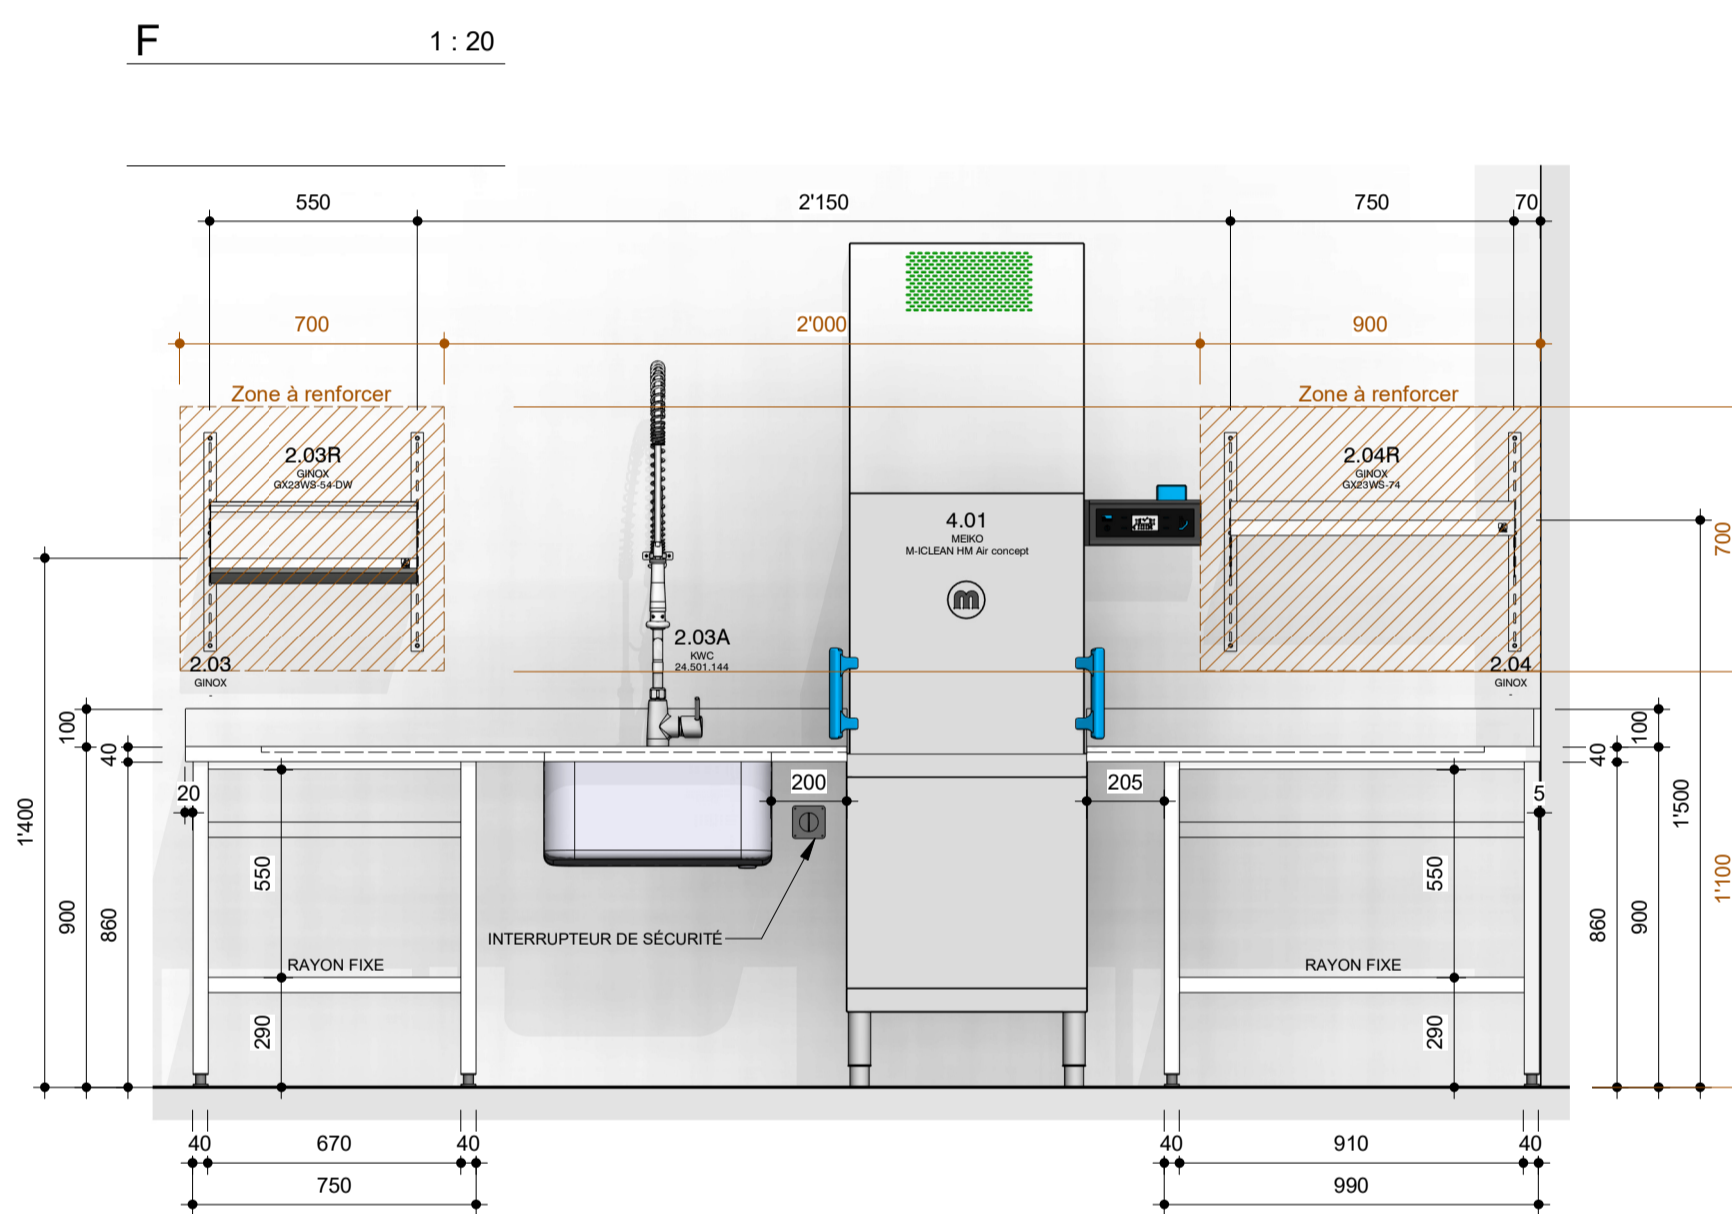 F 1 : 20
550 2'150 750 70
700 2'000 900
Zone à renforcer Zone à renforcer
2.03R
GINOX
GX23WS-54-DW
2.04R
GINOX
GX23WS-74
4.01
MEIKO
M-ICLEAN HM Air concept
m
2.03A
KWC
24.501.144
2.03
GINOX
-
2.04
GINOX
-
100 40 100 40
700
20 200 205 5
1'400 1'500
550 550
1'100
900 860 860 900
INTERRUPTEUR DE SÉCURITÉ
RAYON FIXE RAYON FIXE
290 290
40 670 40 40 910 40
750 990